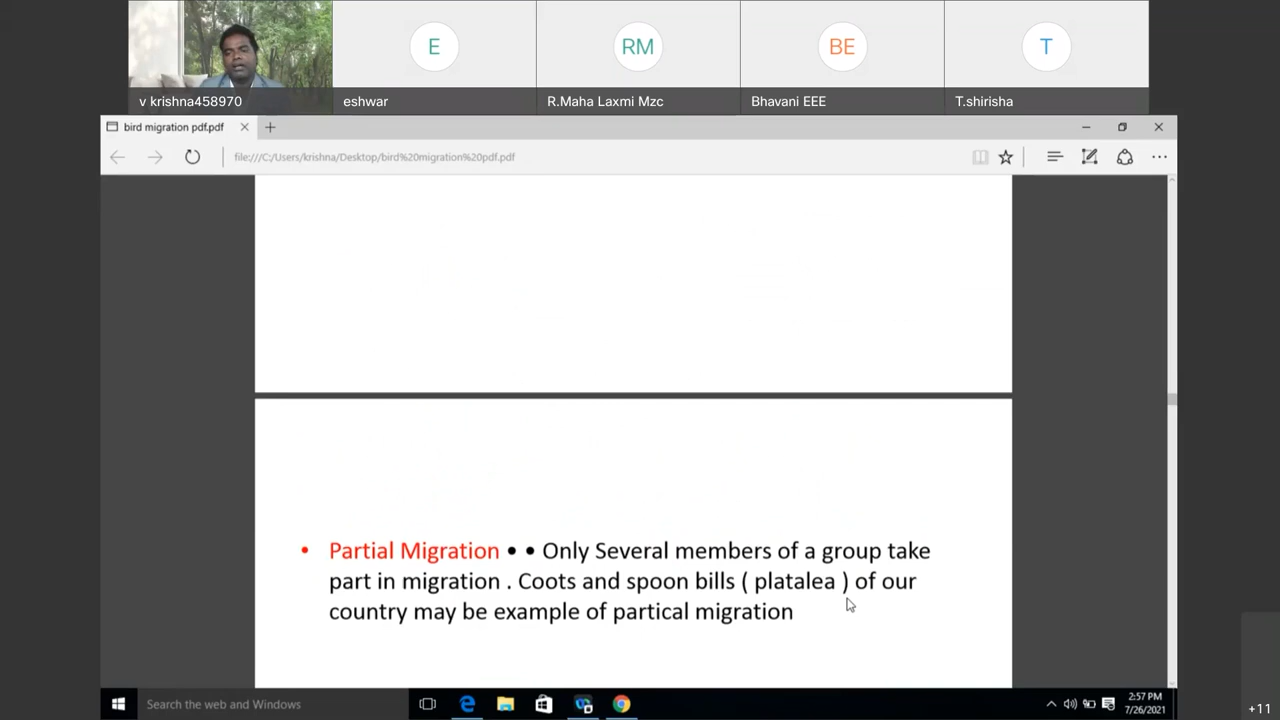 E
RM
BE
T
v krishna458970
eshwar
R.Maha Laxmi Mzc
Bhavani EEE
T.shirisha
bird migration pdf.pdf
file:///C:/Users/krishna/Desktop/bird%20migration%20pdf.pdf
• Partial Migration • • Only Several members of a group take
part in migration . Coots and spoon bills ( platalea ) of our
country may be example of partical migration
Search the web and Windows
2:57 PM
7/26/2021
+11